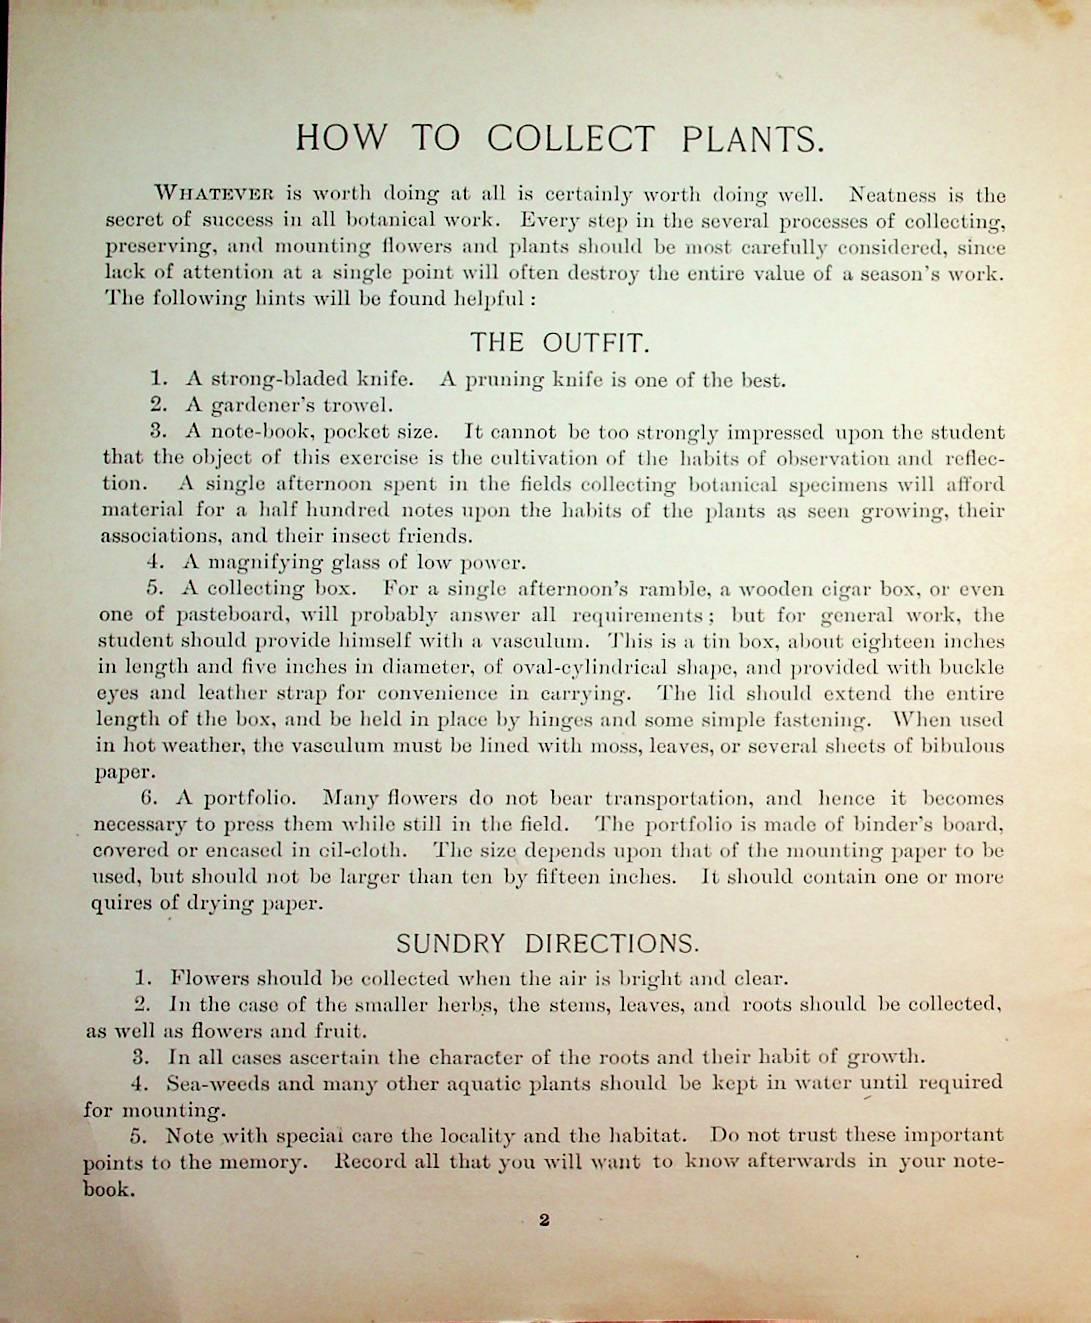 HOW TO COLLECT PLANTS.
WHATEVER is worth doing at all is certainly worth doing well. Neatness is the
secret of success in all botanical work. Every step in the several processes of collecting,
preserving, and mounting flowers and plants should be most carefully considered, since
lack of attention at a single point will often destroy the entire value of a season's work.
The following hints will be found helpful :
THE OUTFIT.
1. A strong-bladed knife. A pruning knife is one of the best.
2. A gardener's trowel.
3. A note-book, pocket size. It cannot be too strongly impressed upon the student
that the object of this exercise is the cultivation of the habits of observation and reflec-
tion. A single afternoon spent in the fields collecting botanical specimens will afford
material for a half hundred notes upon the habits of the plants as seen growing, their
associations, and their insect friends.
4. A magnifying glass of low power.
5. A collecting box. For a single afternoon's ramble, a wooden cigar box, or even
one of pasteboard, will probably answer all requirements; but for general work, the
student should provide himself with a vasculum. This is a tin box, about eighteen inches
in length and five inches in diameter, of oval-cylindrical shape, and provided with buckle
eyes and leather strap for convenience in carrying. The lid should extend the entire
length of the box, and be held in place by hinges and some simple fastening. When used
in hot weather, the vasculum must be lined with moss, leaves, or several sheets of bibulous
paper.
6. A portfolio. Many flowers do not bear transportation, and hence it becomes
necessary to press them while still in the field. The portfolio is made of binder's board,
covered or encased in oil-cloth. The size depends upon that of the mounting paper to be
used, but should not be larger than ten by fifteen inches. It should contain one or more
quires of drying paper.
SUNDRY DIRECTIONS.
1. Flowers should be collected when the air is bright and clear.
2. In the case of the smaller herbs, the stems, leaves, and roots should be collected,
as well as flowers and fruit.
3. In all cases ascertain the character of the roots and their habit of growth.
4. Sea-weeds and many other aquatic plants should be kept in water until required
for mounting.
5. Note with special care the locality and the habitat. Do not trust these important
points to the memory. Record all that you will want to know afterwards in your note-
book.
2